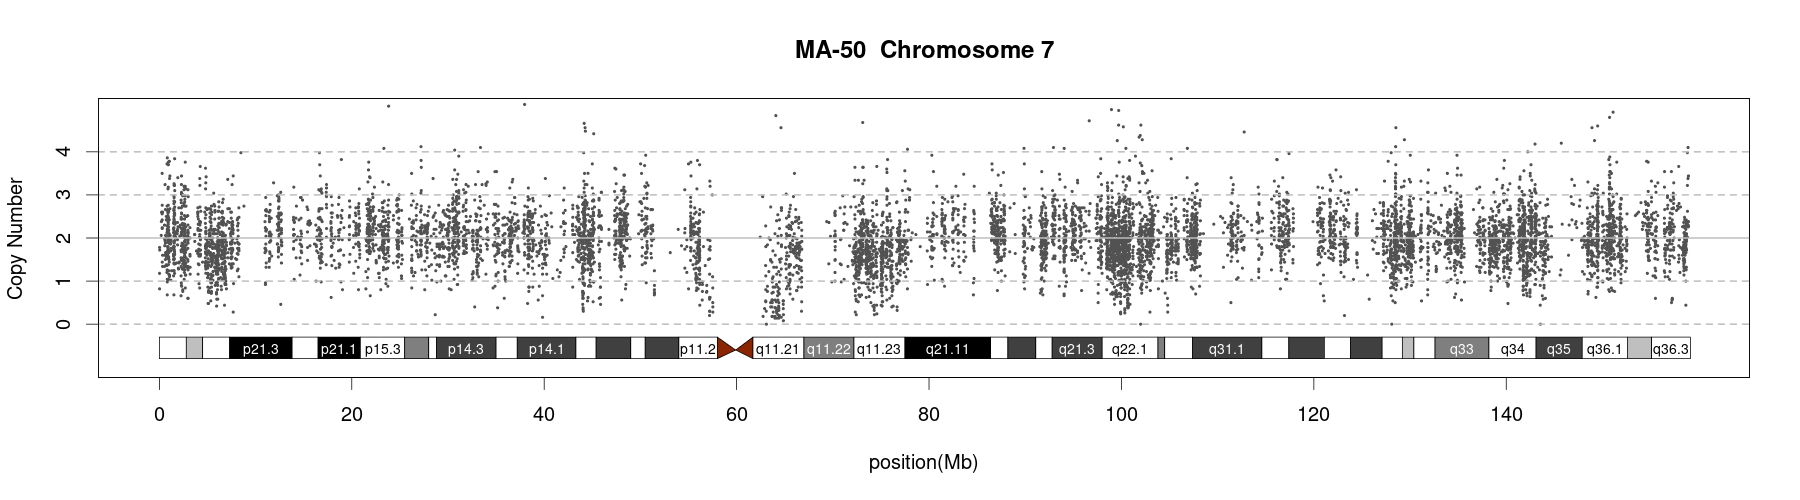 MA-50  Chromosome 7
Copy Number
4
3
2
1
0
p21.3 p21.1 p15.3 p14.3 p14.1 p11.2 q11.21 q11.22 q11.23 q21.11 q21.3 q22.1 q31.1 q33 q34 q35 q36.1 q36.3
0 20 40 60 80 100 120 140
position(Mb)